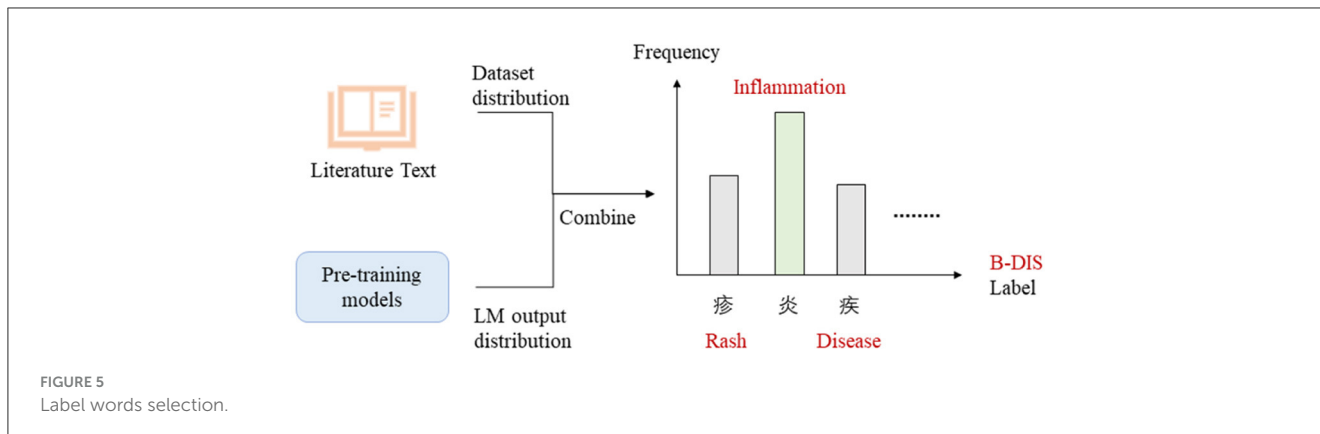 Dataset
distribution
Literature Text
Combine
Pre-training
models
LM output
distribution
Frequency
Inflammation
........
疹 炎 疾
Rash Disease
B-DIS
Label
FIGURE 5
Label words selection.